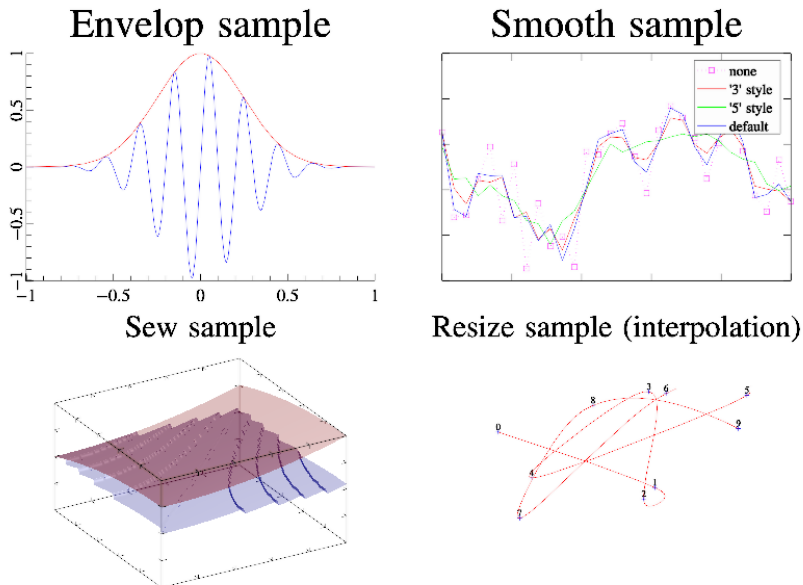 Envelop sample
1
0.5
0
−0.5
−1
−1
−0.5
0
0.5
1
Smooth sample
none
'3' style
'5' style
default
Sew sample
Resize sample (interpolation)
3
6
5
8
0
9
4
1
2
7